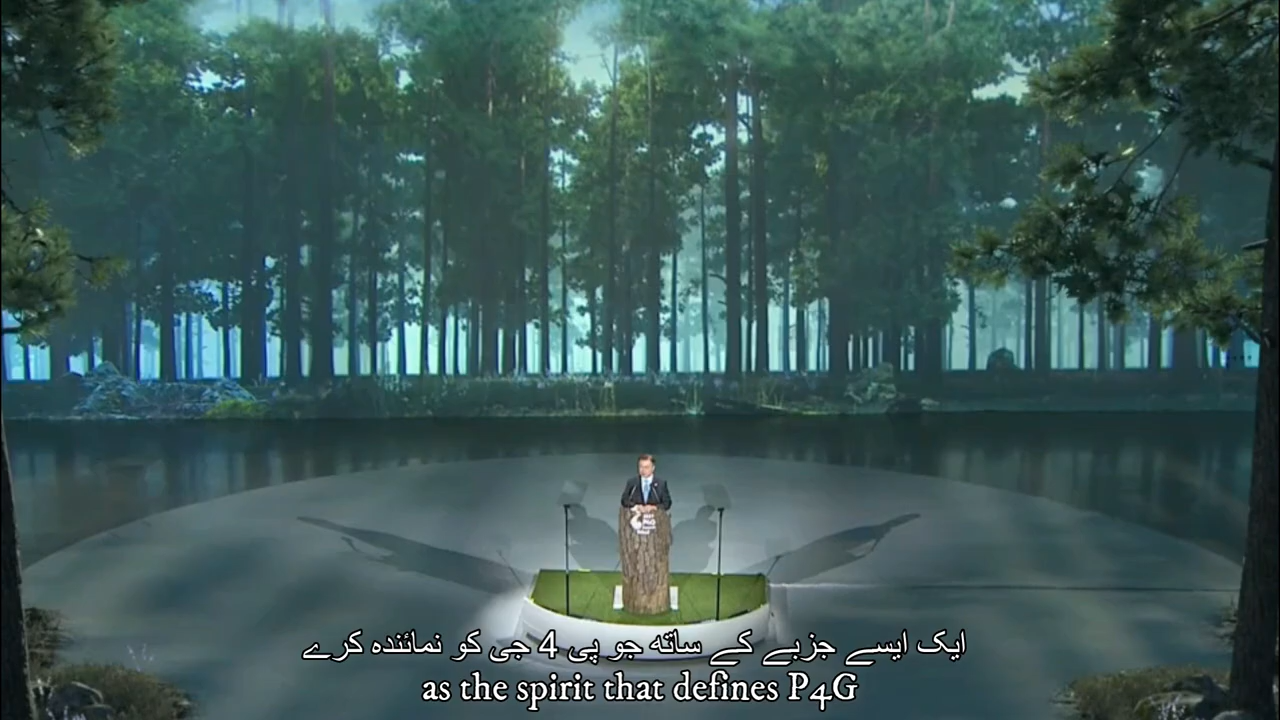 ایک ایسے جزبے کے ساتھ جو پی 4 جی کو نمائندہ کرے
as the spirit that defines P4G